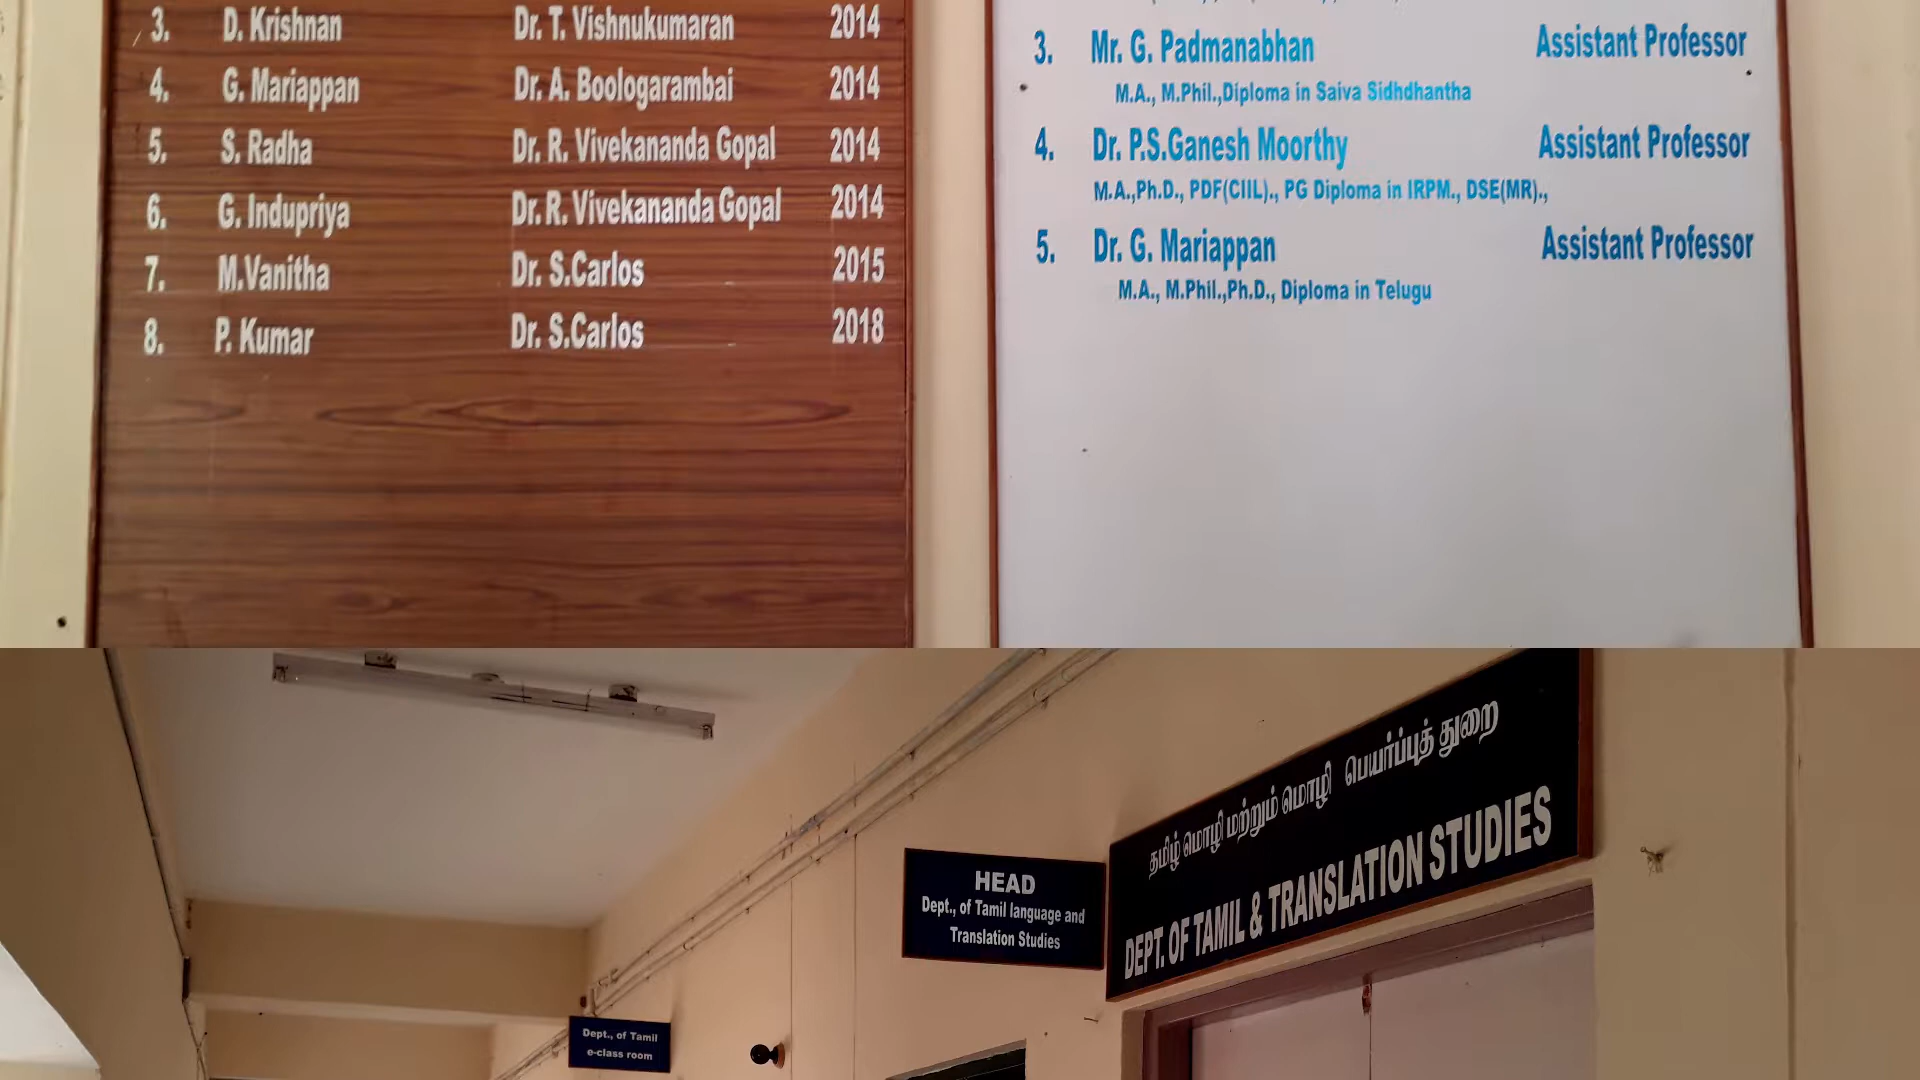 3. D. Krishnan Dr. T. Vishnukumaran 2014
4. G. Mariappan Dr. A. Boologarambai 2014
5. S. Radha Dr. R. Vivekananda Gopal 2014
6. G. Indupriya Dr. R. Vivekananda Gopal 2014
7. M.Vanitha Dr. S.Carlos 2015
8. P. Kumar Dr. S.Carlos 2018
3. Mr. G. Padmanabhan Assistant Professor
M.A., M.Phil.,Diploma in Saiva Sidhdhantha
4. Dr. P.S.Ganesh Moorthy Assistant Professor
M.A.,Ph.D., PDF(CIIL)., PG Diploma in IRPM., DSE(MR).,
5. Dr. G. Mariappan Assistant Professor
M.A., M.Phil.,Ph.D., Diploma in Telugu
தமிழ் மொழி மற்றும் மொழி பெயர்ப்புத் துறை
DEPT. OF TAMIL & TRANSLATION STUDIES
HEAD
Dept., of Tamil language and
Translation Studies
Dept., of Tamil
e-class room